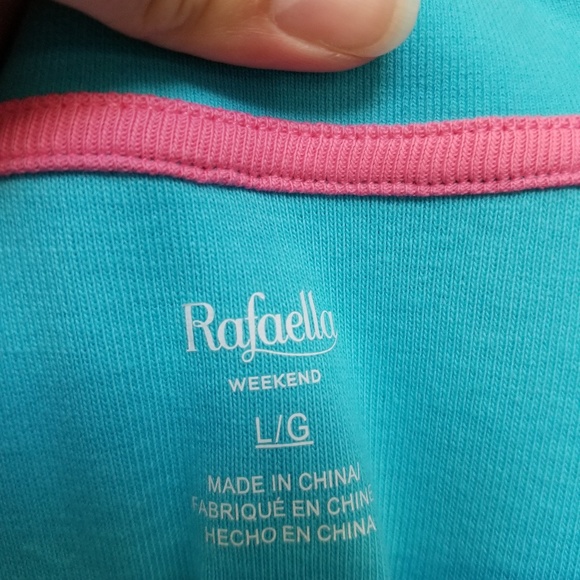 Rafaella
WEEKEND
L/G
MADE IN CHINA/
FABRIQUÉ EN CHINE
HECHO EN CHINA